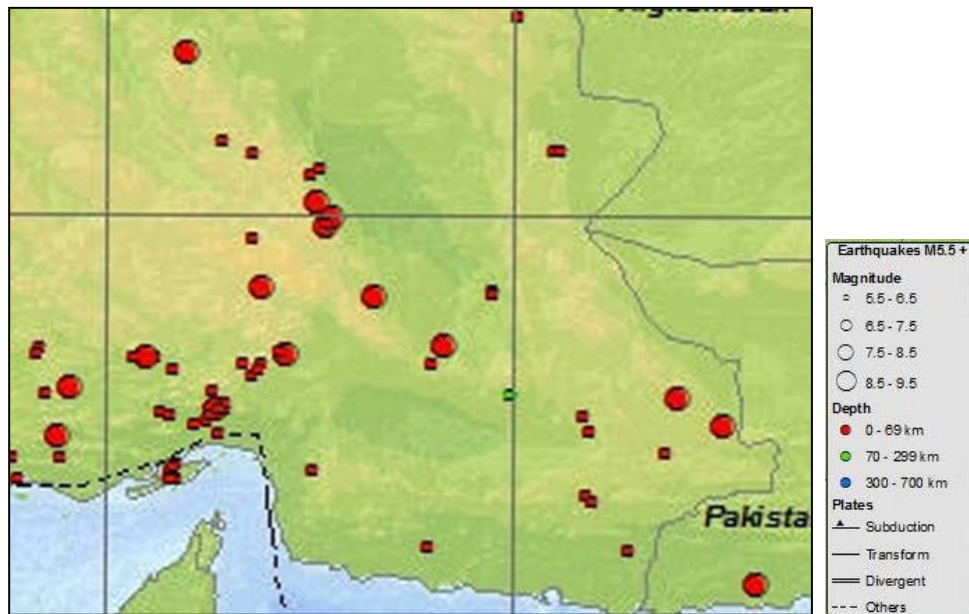 Pakista
Earthquakes M5.5 +
Magnitude
5.5 - 6.5
6.5 - 7.5
7.5 - 8.5
8.5 - 9.5
Depth
0 - 69 km
70 - 299 km
300 - 700 km
Plates
Subduction
Transform
Divergent
Others